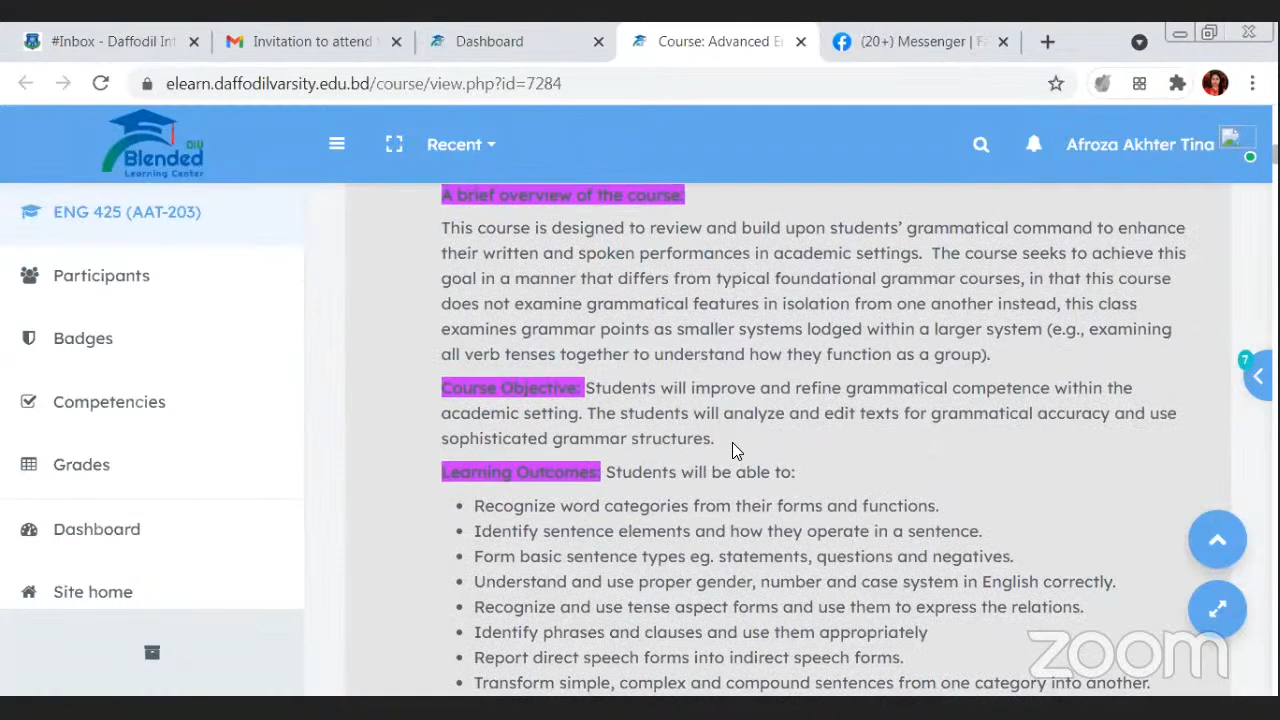 #Inbox - Daffodil Int
Invitation to attend
Dashboard
Course: Advanced E
(20+) Messenger | Fa
elearn.daffodilvarsity.edu.bd/course/view.php?id=7284
DIU
Blended
Learning Center
Recent
Afroza Akhter Tina
ENG 425 (AAT-203)
Participants
Badges
Competencies
Grades
Dashboard
Site home
A brief overview of the course:
This course is designed to review and build upon students’ grammatical command to enhance
their written and spoken performances in academic settings.  The course seeks to achieve this
goal in a manner that differs from typical foundational grammar courses, in that this course
does not examine grammatical features in isolation from one another instead, this class
examines grammar points as smaller systems lodged within a larger system (e.g., examining
all verb tenses together to understand how they function as a group).
Course Objective: Students will improve and refine grammatical competence within the
academic setting. The students will analyze and edit texts for grammatical accuracy and use
sophisticated grammar structures.
Learning Outcomes: Students will be able to:
• Recognize word categories from their forms and functions.
• Identify sentence elements and how they operate in a sentence.
• Form basic sentence types eg. statements, questions and negatives.
• Understand and use proper gender, number and case system in English correctly.
• Recognize and use tense aspect forms and use them to express the relations.
• Identify phrases and clauses and use them appropriately
• Report direct speech forms into indirect speech forms.
• Transform simple, complex and compound sentences from one category into another.
7
zoom